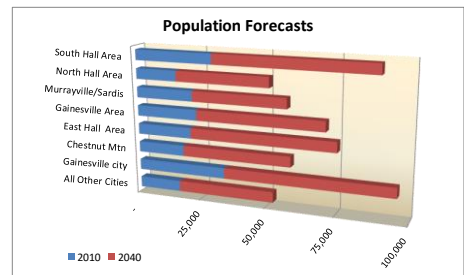 Population Forecasts
South Hall Area
North Hall Area
Murrayville/Sardis
Gainesville Area
East Hall Area
Chestnut Mtn
Gainesville city
All Other Cities
-
25,000
50,000
75,000
100,000
2010 2040